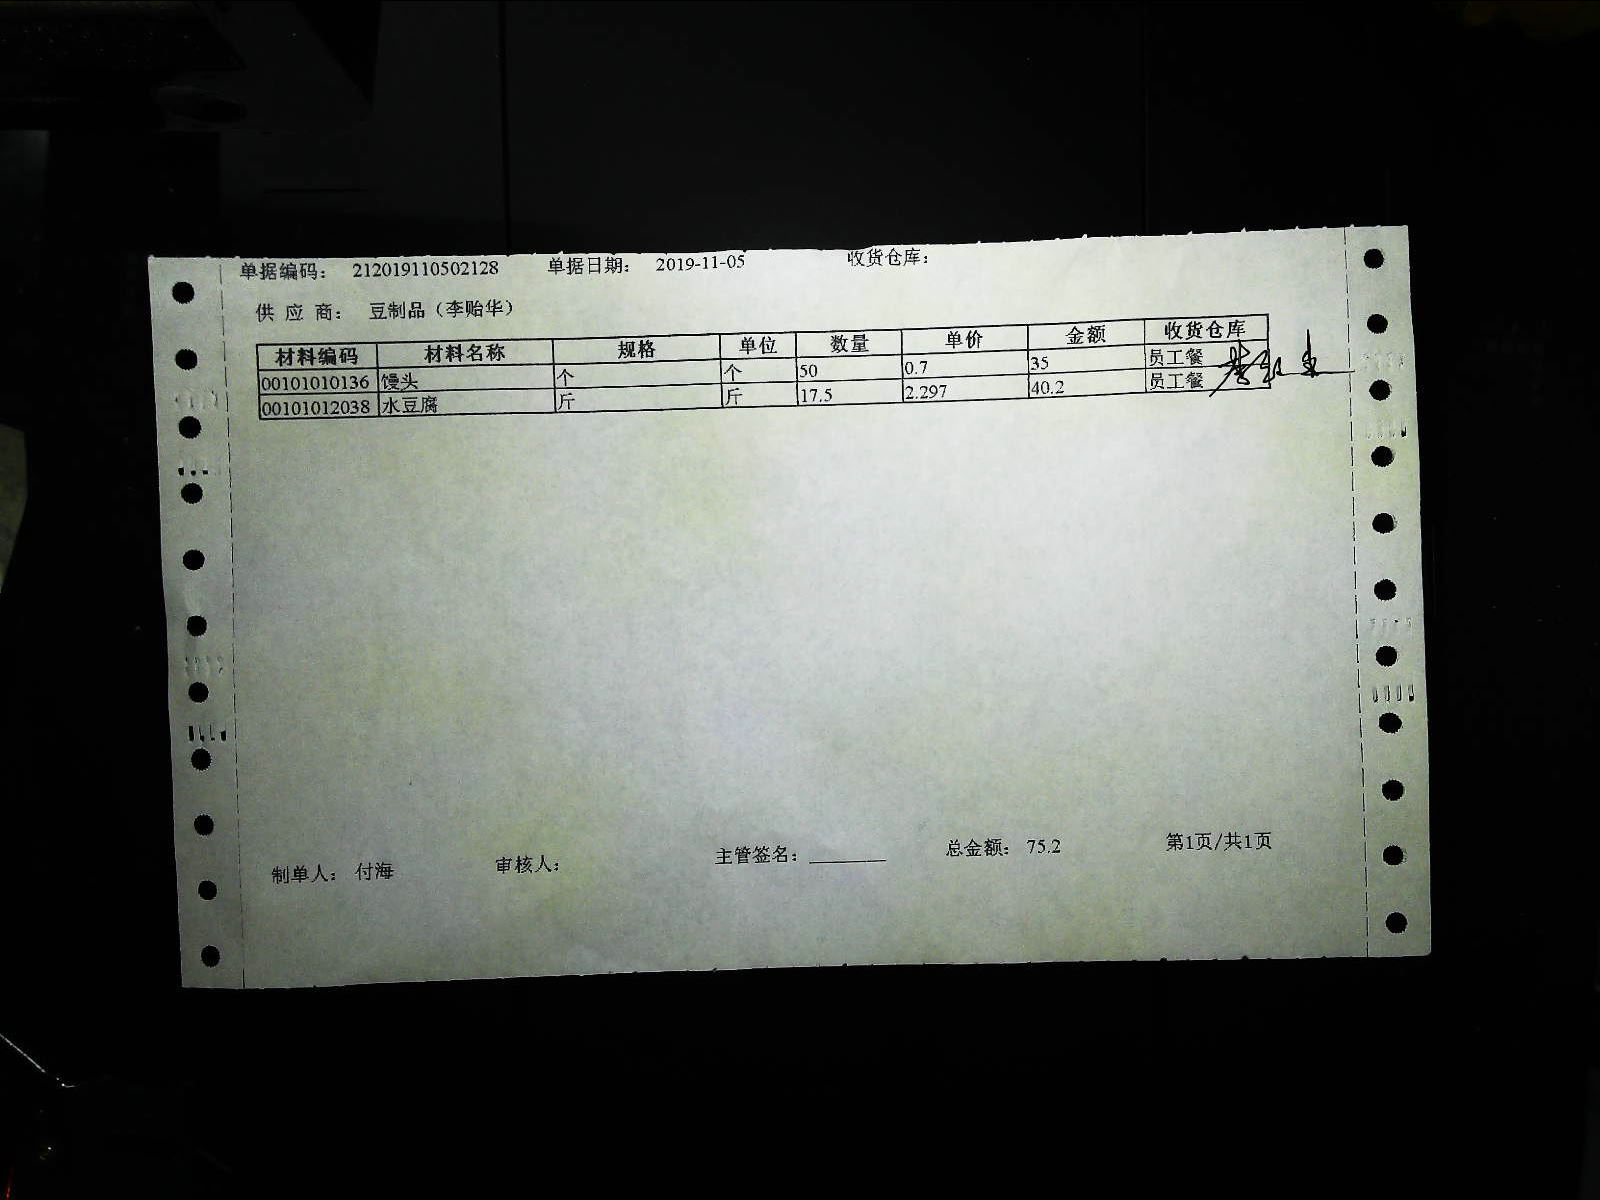 单据编码： 212019110502128 单据日期： 2019-11-05 收货仓库：
供 应 商： 豆制品（李贻华）
材料编码 材料名称 规格 单位 数量 单价 金额 收货仓库
00101010136 馒头 个 个 50 0.7 35 员工餐
00101012038 水豆腐 斤 斤 17.5 2.297 40.2 员工餐
制单人： 付海 审核人： 主管签名：_______ 总金额： 75.2 第1页/共1页